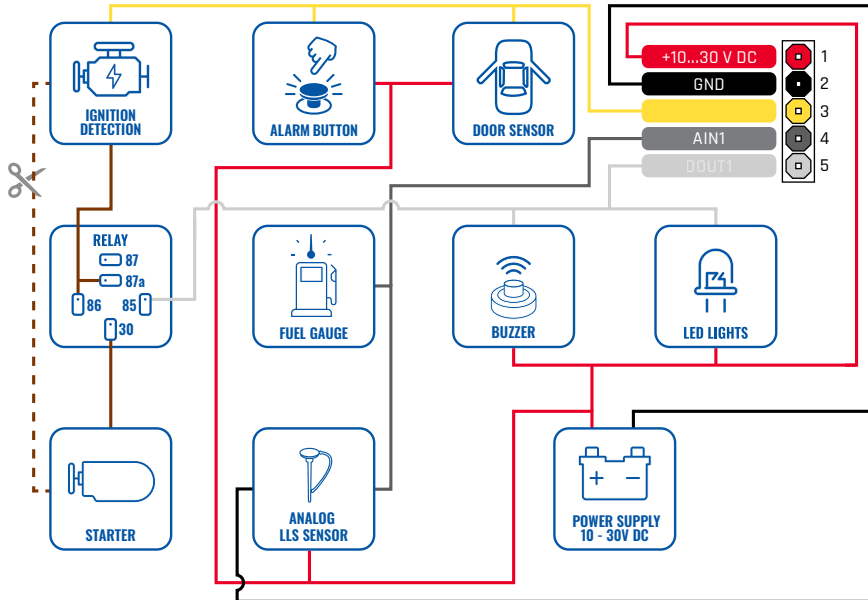 +10...30 V DC
1
GND
2
3
AIN1
4
DOUT1
5
IGNITION
DETECTION
ALARM BUTTON
DOOR SENSOR
RELAY
87
87a
86
85
30
FUEL GAUGE
BUZZER
LED LIGHTS
STARTER
ANALOG
LLS SENSOR
+ −
POWER SUPPLY
10 - 30V DC